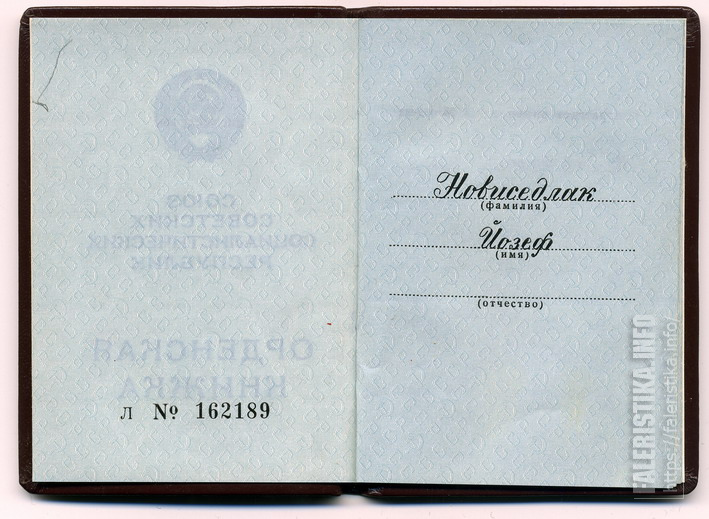 СОЮЗ
СОВЕТСКИХ
СОЦИАЛИСТИЧЕСКИХ
РЕСПУБЛИК
ОРДЕНСКАЯ
КНИЖКА
Л № 162189
Новиседлак
(фамилия)
Йозеф
(имя)
(отчество)
FALERISTIKA.INFO
https://faleristika.info/